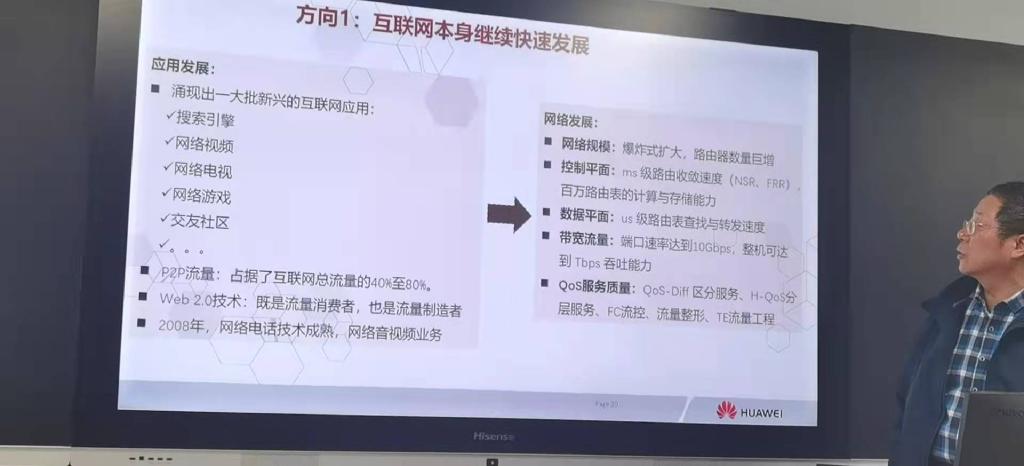 方向1：互联网本身继续快速发展
应用发展：
■ 涌现出一大批新兴的互联网应用：
✓搜索引擎
✓网络视频
✓网络电视
✓网络游戏
✓交友社区
✓。。。
■ P2P流量：占据了互联网总流量的40%至80%。
■ Web 2.0技术：既是流量消费者，也是流量制造者
■ 2008年，网络电话技术成熟，网络音视频业务
网络发展：
■ 网络规模：爆炸式扩大，路由器数量巨增
■ 控制平面：ms 级路由收敛速度（NSR、FRR），
百万路由表的计算与存储能力
■ 数据平面：us 级路由表查找与转发速度
■ 带宽流量：端口速率达到10Gbps，整机可达
到 Tbps 吞吐能力
■ QoS服务质量：QoS-Diff 区分服务、H-QoS分
层服务、FC流控、流量整形、TE流量工程
HUAWEI
Hisense